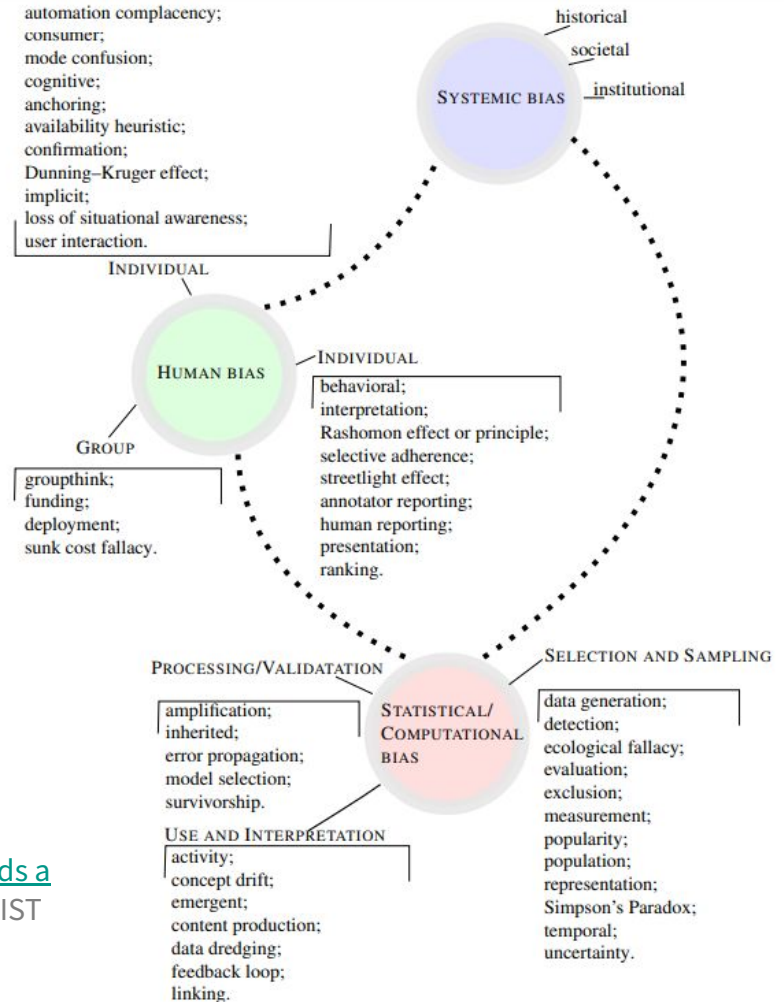 automation complacency;
consumer;
mode confusion;
cognitive;
anchoring;
availability heuristic;
confirmation;
Dunning–Kruger effect;
implicit;
loss of situational awareness;
user interaction.
INDIVIDUAL
historical
societal
institutional
SYSTEMIC BIAS
HUMAN BIAS
INDIVIDUAL
behavioral;
interpretation;
Rashomon effect or principle;
selective adherence;
streetlight effect;
annotator reporting;
human reporting;
presentation;
ranking.
GROUP
groupthink;
funding;
deployment;
sunk cost fallacy.
PROCESSING/VALIDATATION
amplification;
inherited;
error propagation;
model selection;
survivorship.
STATISTICAL/
COMPUTATIONAL
BIAS
SELECTION AND SAMPLING
data generation;
detection;
ecological fallacy;
evaluation;
exclusion;
measurement;
popularity;
population;
representation;
Simpson's Paradox;
temporal;
uncertainty.
USE AND INTERPRETATION
activity;
concept drift;
emergent;
content production;
data dredging;
feedback loop;
linking.
ds a
IST